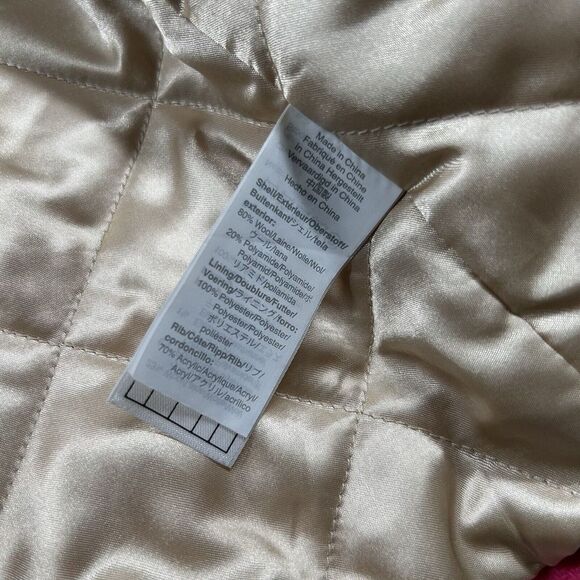 Made in China
Fabriqué en Chine
In China Hergestellt
Vervaardigd in China
中国製
Hecho en China
Shell/Extérieur/Oberstoff/
Buitenkant/シェル/tela
exterior:
80% Wool/Laine/Wolle/Wol/
ウール/lana
20% Polyamide/Polyamide/
Polyamid/Polyamide/ポ
リアミド/poliamida
Lining/Doublure/Futter/
Voering/ライニング/forro:
100% Polyester/Polyester/
Polyester/Polyester/
ポリエステル/
poliéster
Rib/Côte/Ripp/Rib/リブ/
cordoncillo:
70% Acrylic/Acrylique/Acryl/
Acryl/アクリル/acrílico